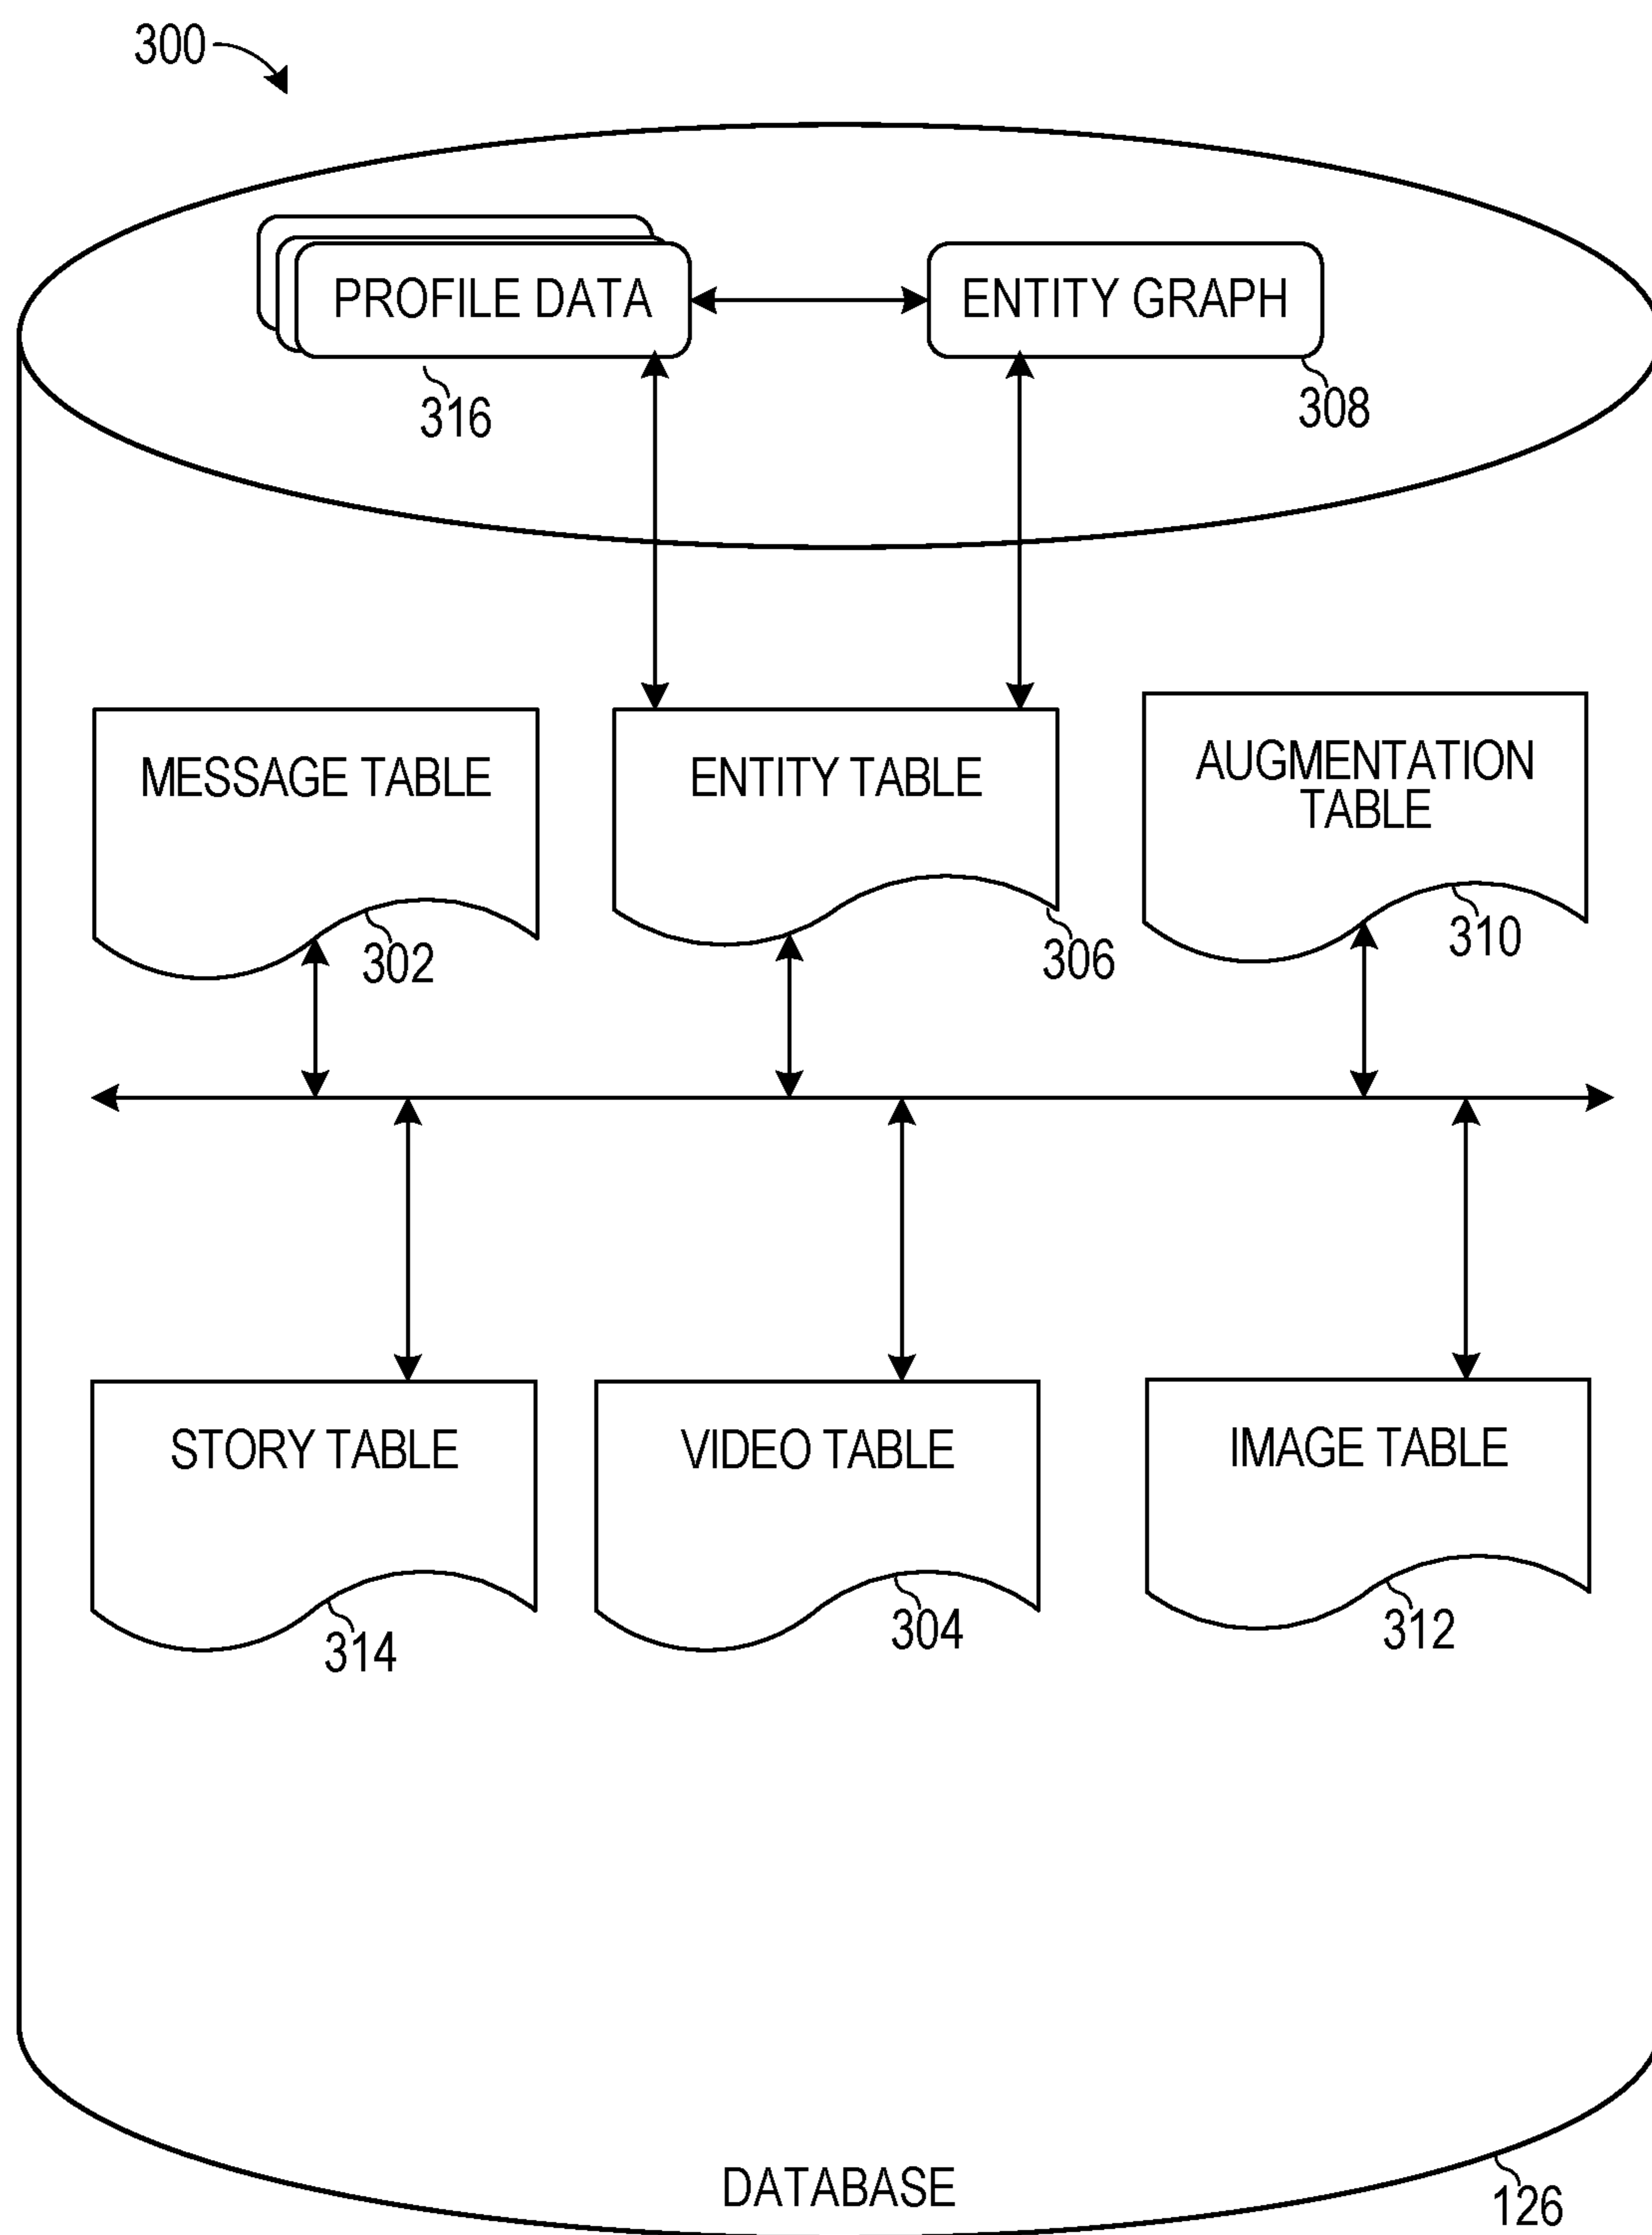 300
PROFILE DATA
ENTITY GRAPH
316
308
MESSAGE TABLE
ENTITY TABLE
AUGMENTATION
TABLE
302
306
310
STORY TABLE
VIDEO TABLE
IMAGE TABLE
314
304
312
DATABASE
126